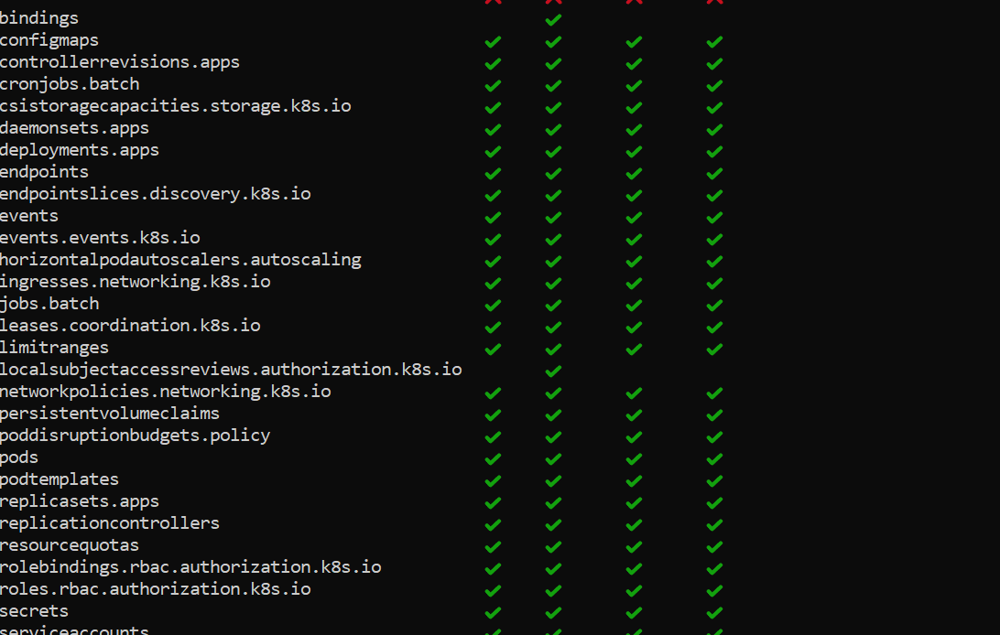 bindings ✔
configmaps ✔ ✔ ✔ ✔
controllerrevisions.apps ✔ ✔ ✔ ✔
cronjobs.batch ✔ ✔ ✔ ✔
csistoragecapacities.storage.k8s.io ✔ ✔ ✔ ✔
daemonsets.apps ✔ ✔ ✔ ✔
deployments.apps ✔ ✔ ✔ ✔
endpoints ✔ ✔ ✔ ✔
endpointslices.discovery.k8s.io ✔ ✔ ✔ ✔
events ✔ ✔ ✔ ✔
events.events.k8s.io ✔ ✔ ✔ ✔
horizontalpodautoscalers.autoscaling ✔ ✔ ✔ ✔
ingresses.networking.k8s.io ✔ ✔ ✔ ✔
jobs.batch ✔ ✔ ✔ ✔
leases.coordination.k8s.io ✔ ✔ ✔ ✔
limitranges ✔ ✔ ✔ ✔
localsubjectaccessreviews.authorization.k8s.io ✔
networkpolicies.networking.k8s.io ✔ ✔ ✔ ✔
persistentvolumeclaims ✔ ✔ ✔ ✔
poddisruptionbudgets.policy ✔ ✔ ✔ ✔
pods ✔ ✔ ✔ ✔
podtemplates ✔ ✔ ✔ ✔
replicasets.apps ✔ ✔ ✔ ✔
replicationcontrollers ✔ ✔ ✔ ✔
resourcequotas ✔ ✔ ✔ ✔
rolebindings.rbac.authorization.k8s.io ✔ ✔ ✔ ✔
roles.rbac.authorization.k8s.io ✔ ✔ ✔ ✔
secrets ✔ ✔ ✔ ✔
serviceaccounts ✔ ✔ ✔ ✔